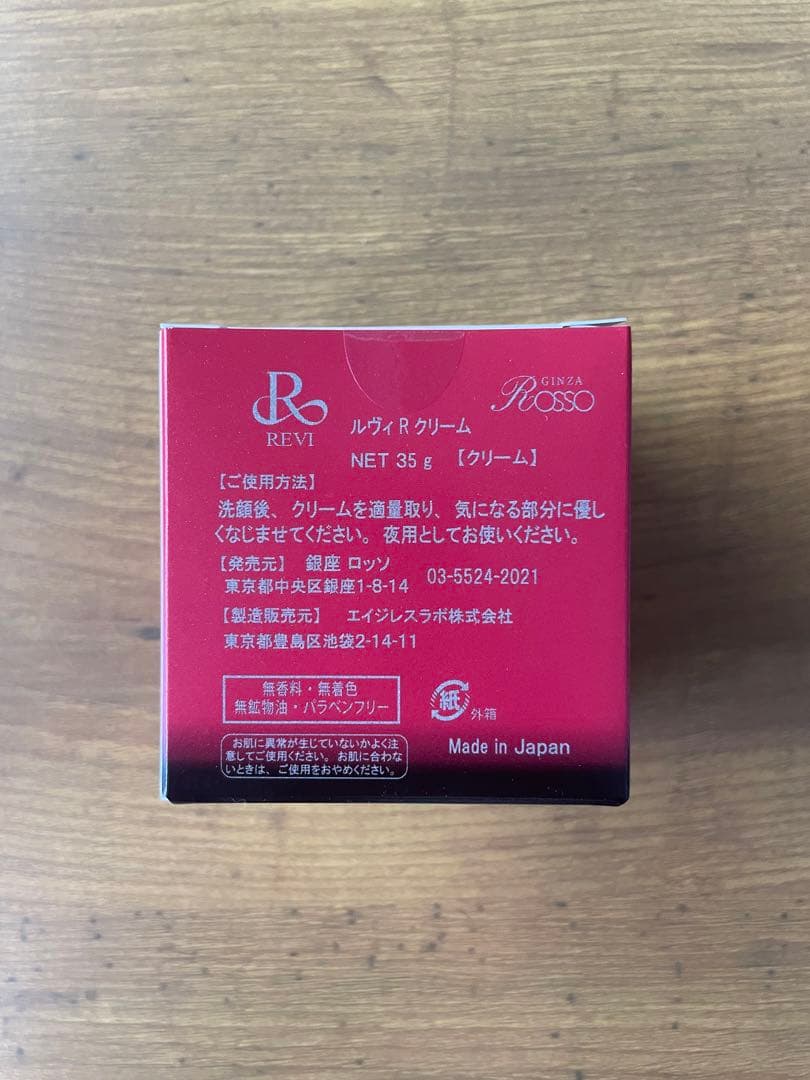 R
REVI
GINZA
ROSSO
ルヴィ R クリーム
NET 35 g 【クリーム】
【ご使用方法】
洗顔後、クリームを適量取り、気になる部分に優し
くなじませてください。夜用としてお使いください。
【発売元】 銀座 ロッソ
東京都中央区銀座1-8-14 03-5524-2021
【製造販売元】 エイジレスラボ株式会社
東京都豊島区池袋2-14-11
無香料・無着色
無鉱物油・パラベンフリー
紙 外箱
お肌に異常が生じていないかよく注
意してご使用ください。お肌に合わな
いときは、ご使用をおやめください。
Made in Japan